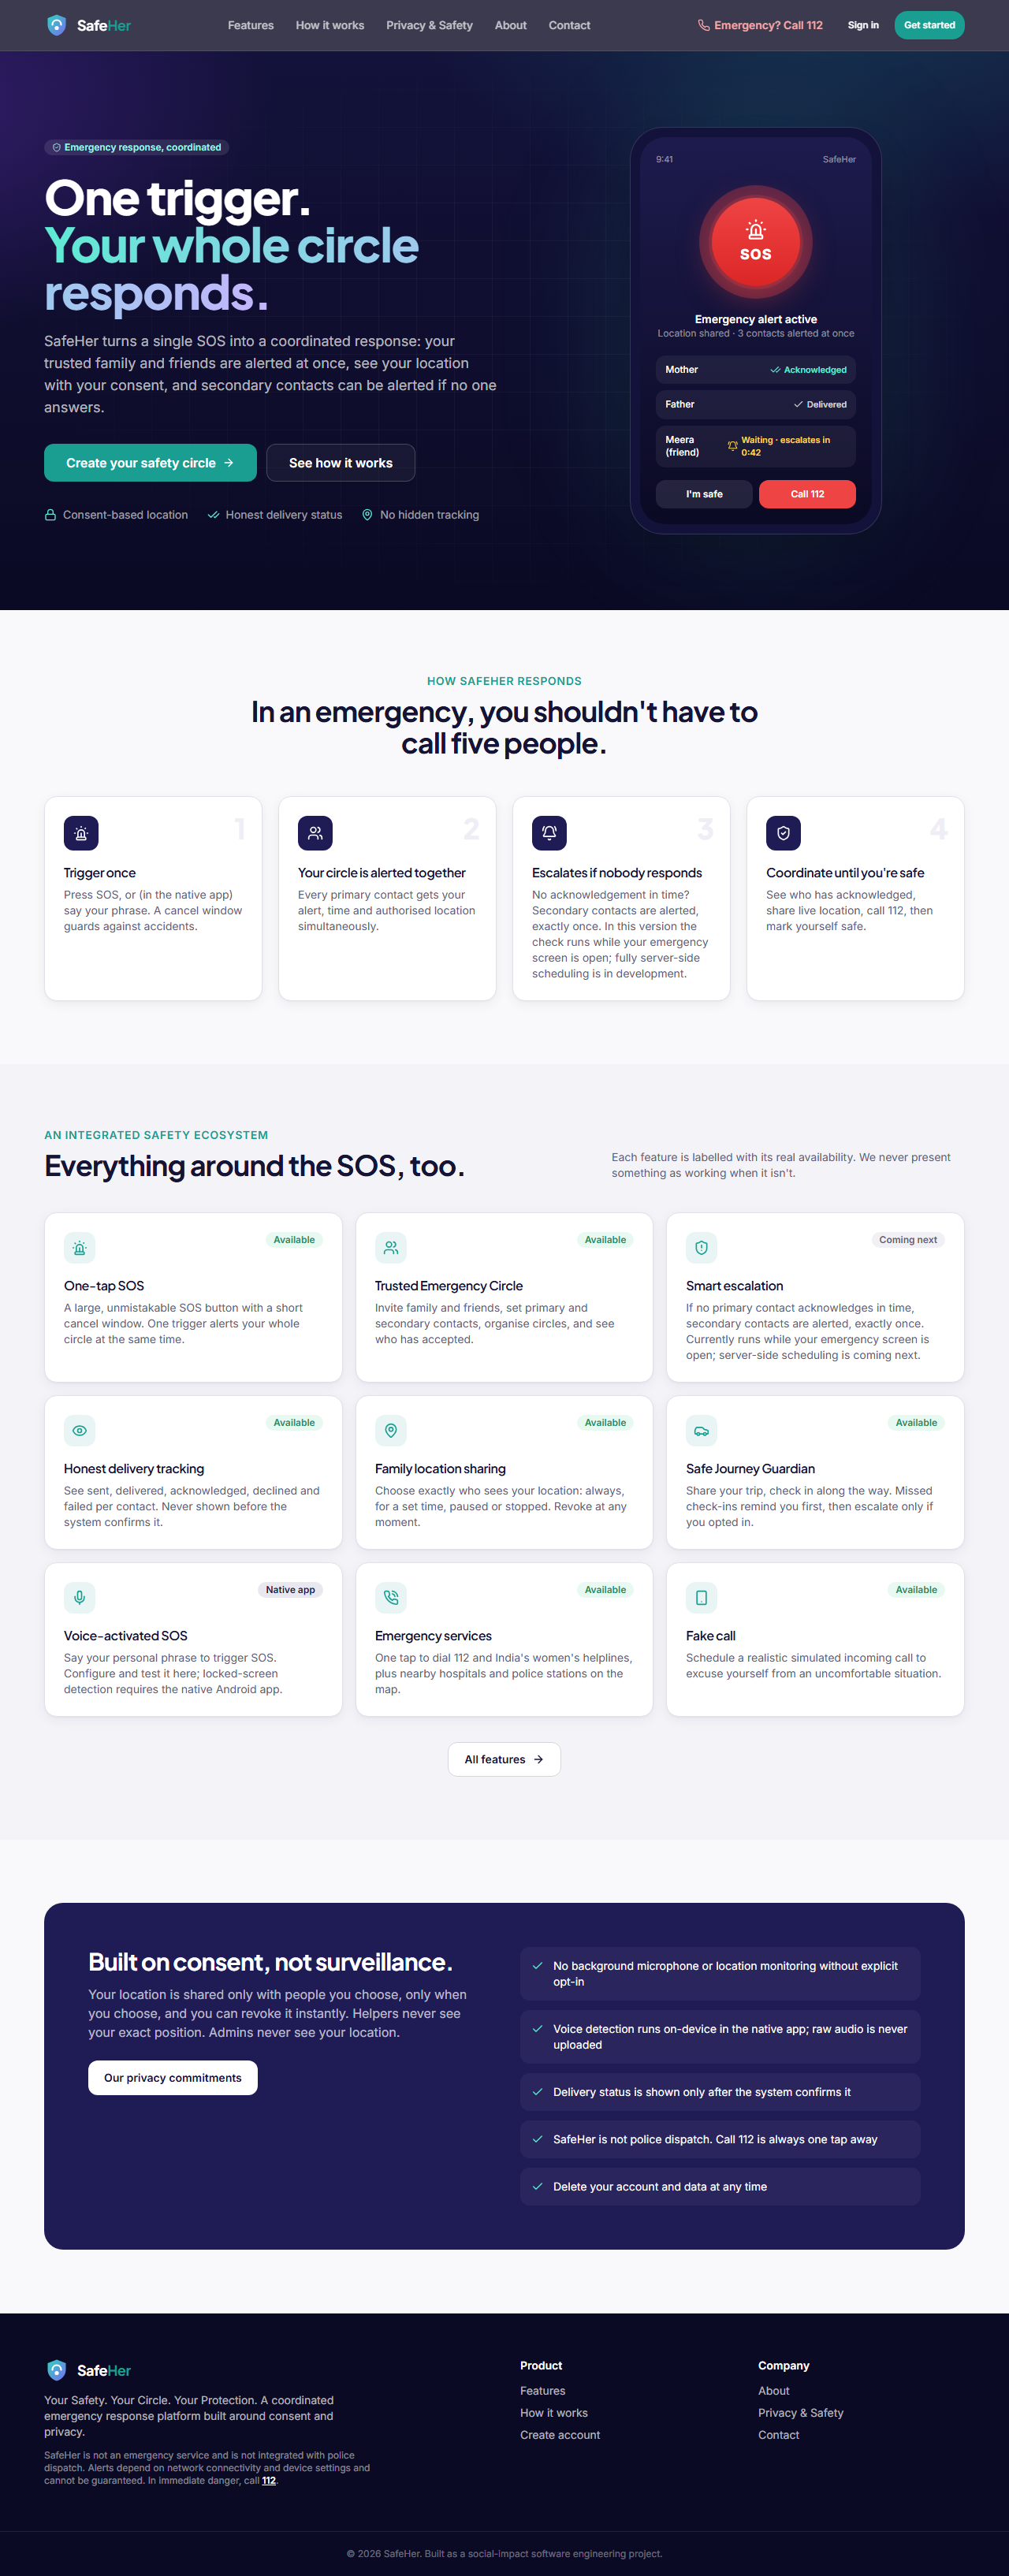 SafeHer
Features
How it works
Privacy & Safety
About
Contact
Emergency? Call 112
Sign in
Get started
Emergency response, coordinated
One trigger.
Your whole circle
responds.
SafeHer turns a single SOS into a coordinated response: your
trusted family and friends are alerted at once, see your location
with your consent, and secondary contacts can be alerted if no one
answers.
Create your safety circle
See how it works
Consent-based location
Honest delivery status
No hidden tracking
9:41
SafeHer
SOS
Emergency alert active
Location shared · 3 contacts alerted at once
Mother
Acknowledged
Father
Delivered
Meera
(friend)
Waiting · escalates in
0:42
I'm safe
Call 112
HOW SAFEHER RESPONDS
In an emergency, you shouldn't have to
call five people.
1
Trigger once
Press SOS, or (in the native app)
say your phrase. A cancel window
guards against accidents.
2
Your circle is alerted together
Every primary contact gets your
alert, time and authorised location
simultaneously.
3
Escalates if nobody responds
No acknowledgement in time?
Secondary contacts are alerted,
exactly once. In this version the
check runs while your emergency
screen is open; fully server-side
scheduling is in development.
4
Coordinate until you're safe
See who has acknowledged,
share live location, call 112, then
mark yourself safe.
AN INTEGRATED SAFETY ECOSYSTEM
Everything around the SOS, too.
Each feature is labelled with its real availability. We never present
something as working when it isn't.
Available
One-tap SOS
A large, unmistakable SOS button with a short
cancel window. One trigger alerts your whole
circle at the same time.
Available
Trusted Emergency Circle
Invite family and friends, set primary and
secondary contacts, organise circles, and see
who has accepted.
Coming next
Smart escalation
If no primary contact acknowledges in time,
secondary contacts are alerted, exactly once.
Currently runs while your emergency screen is
open; server-side scheduling is coming next.
Available
Honest delivery tracking
See sent, delivered, acknowledged, declined and
failed per contact. Never shown before the
system confirms it.
Available
Family location sharing
Choose exactly who sees your location: always,
for a set time, paused or stopped. Revoke at any
moment.
Available
Safe Journey Guardian
Share your trip, check in along the way. Missed
check-ins remind you first, then escalate only if
you opted in.
Native app
Voice-activated SOS
Say your personal phrase to trigger SOS.
Configure and test it here; locked-screen
detection requires the native Android app.
Available
Emergency services
One tap to dial 112 and India's women's helplines,
plus nearby hospitals and police stations on the
map.
Available
Fake call
Schedule a realistic simulated incoming call to
excuse yourself from an uncomfortable situation.
All features
Built on consent, not surveillance.
Your location is shared only with people you choose, only when
you choose, and you can revoke it instantly. Helpers never see
your exact position. Admins never see your location.
Our privacy commitments
No background microphone or location monitoring without explicit
opt-in
Voice detection runs on-device in the native app; raw audio is never
uploaded
Delivery status is shown only after the system confirms it
SafeHer is not police dispatch. Call 112 is always one tap away
Delete your account and data at any time
SafeHer
Your Safety. Your Circle. Your Protection. A coordinated
emergency response platform built around consent and
privacy.
SafeHer is not an emergency service and is not integrated with police
dispatch. Alerts depend on network connectivity and device settings and
cannot be guaranteed. In immediate danger, call 112.
Product
Features
How it works
Create account
Company
About
Privacy & Safety
Contact
© 2026 SafeHer. Built as a social-impact software engineering project.